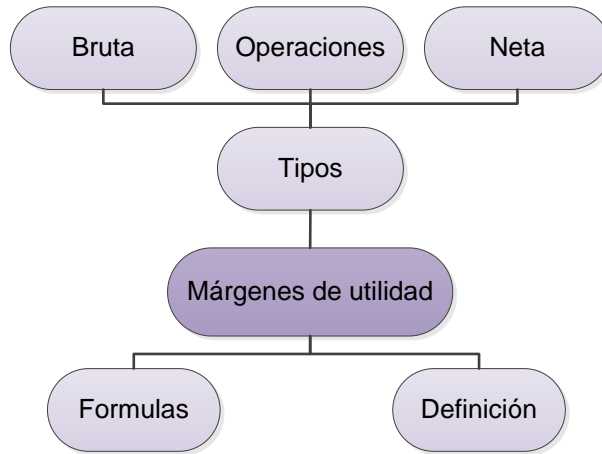 Bruta
Operaciones
Neta
Tipos
Márgenes de utilidad
Formulas
Definición